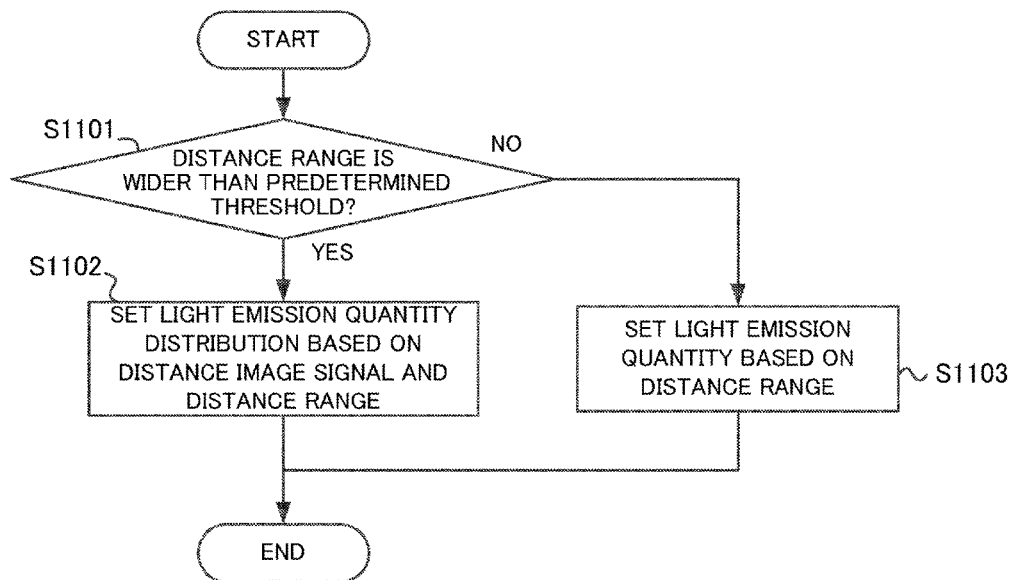 START
S1101
NO
DISTANCE RANGE IS
WIDER THAN PREDETERMINED
THRESHOLD?
YES
S1102
SET LIGHT EMISSION QUANTITY
DISTRIBUTION BASED ON
DISTANCE IMAGE SIGNAL AND
DISTANCE RANGE
SET LIGHT EMISSION
QUANTITY BASED ON
DISTANCE RANGE
S1103
END